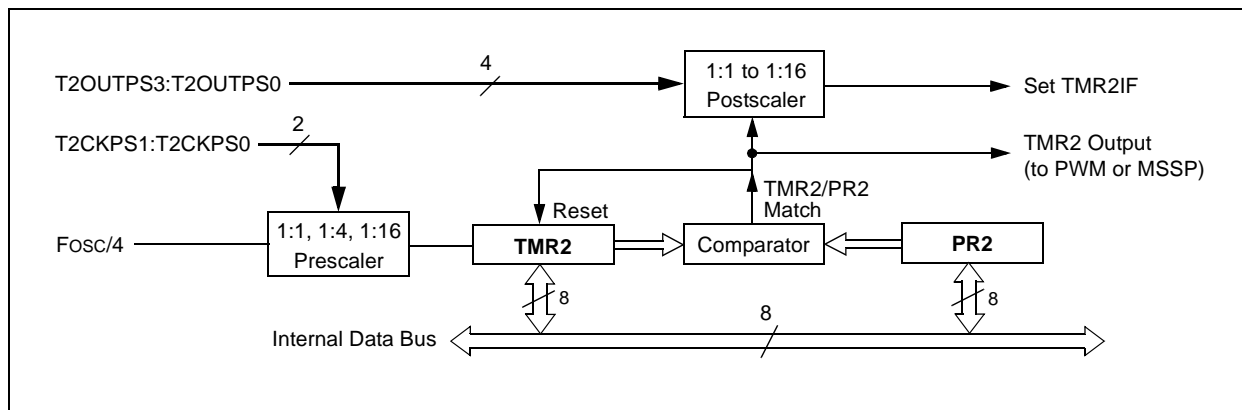 T2OUTPS3:T2OUTPS0
4
1:1 to 1:16
Postscaler
Set TMR2IF
T2CKPS1:T2CKPS0
2
TMR2 Output
(to PWM or MSSP)
TMR2/PR2
Match
Reset
FOSC/4
1:1, 1:4, 1:16
Prescaler
TMR2
Comparator
PR2
8
8
8
Internal Data Bus